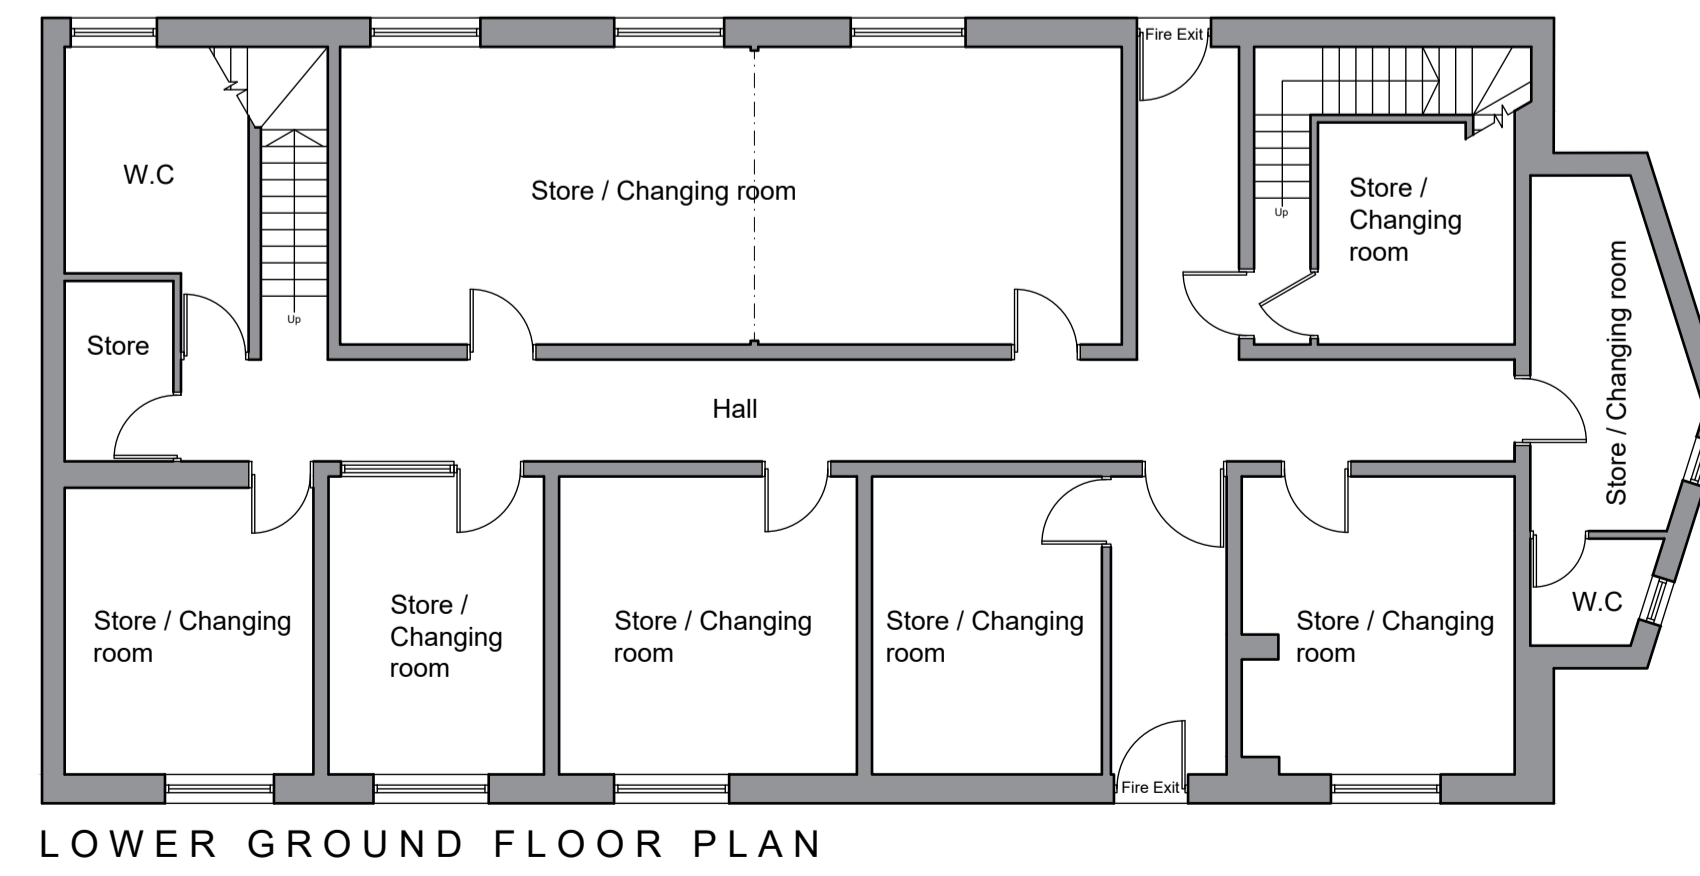 Fire Exit
W.C
Store / Changing room
Store /
Changing
room
Up
Up
Store
Store / Changing room
Hall
Store / Changing
room
Store /
Changing
room
Store / Changing
room
Store / Changing
room
Store / Changing
room
W.C
Fire Exit
LOWER GROUND FLOOR PLAN